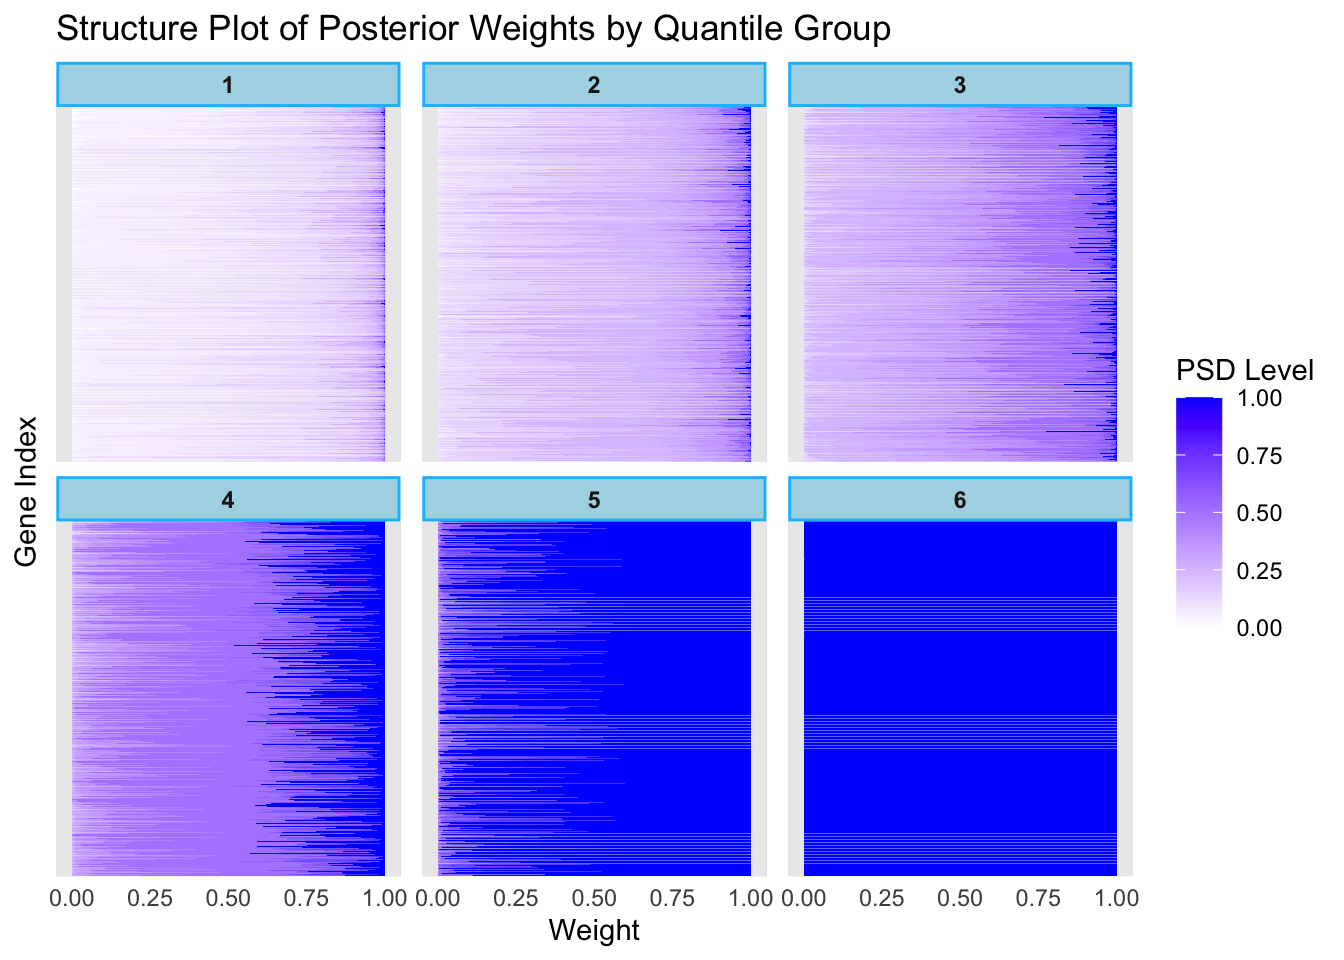 Structure Plot of Posterior Weights by Quantile Group
1
2
3
4
5
6
Gene Index
0.00 0.25 0.50 0.75 1.00
0.00 0.25 0.50 0.75 1.00
0.00 0.25 0.50 0.75 1.00
Weight
PSD Level
1.00
0.75
0.50
0.25
0.00